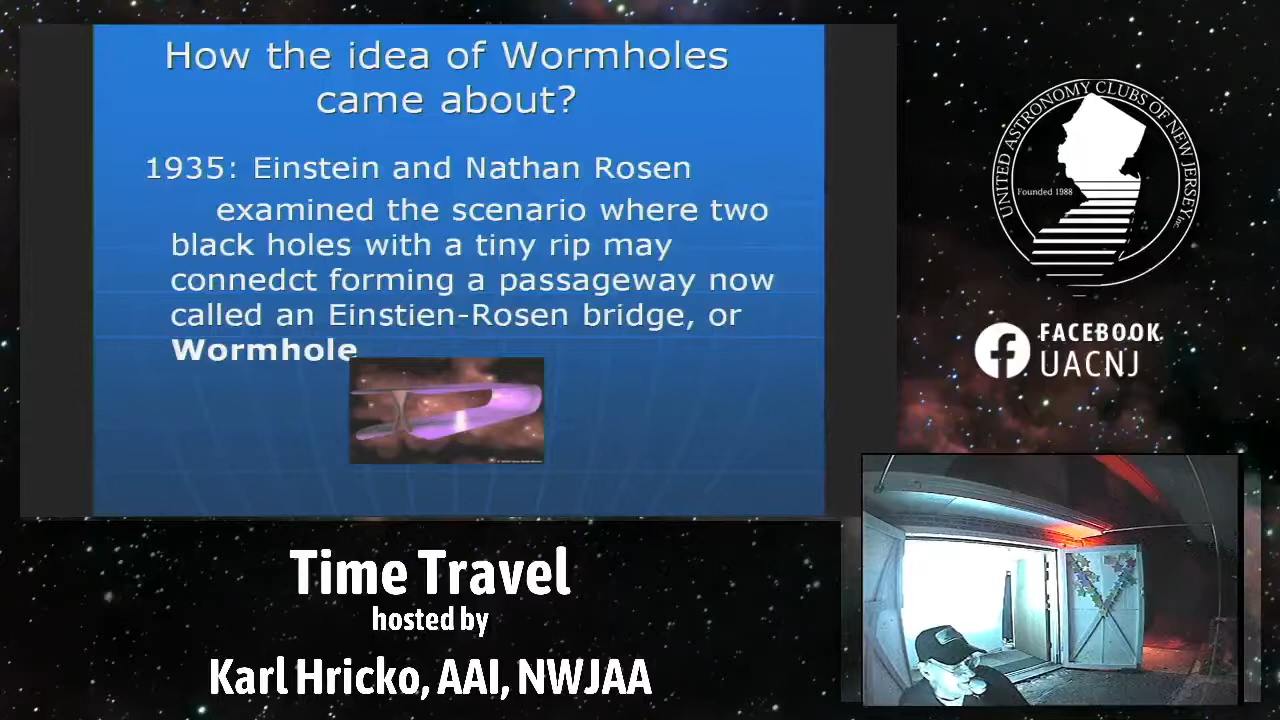 How the idea of Wormholes
came about?
1935: Einstein and Nathan Rosen
examined the scenario where two
black holes with a tiny rip may
connedct forming a passageway now
called an Einstien-Rosen bridge, or
Wormhole
UNITED ASTRONOMY CLUBS OF NEW JERSEY, Inc.
Founded 1988
FACEBOOK
UACNJ
Time Travel
hosted by
Karl Hricko, AAI, NWJAA